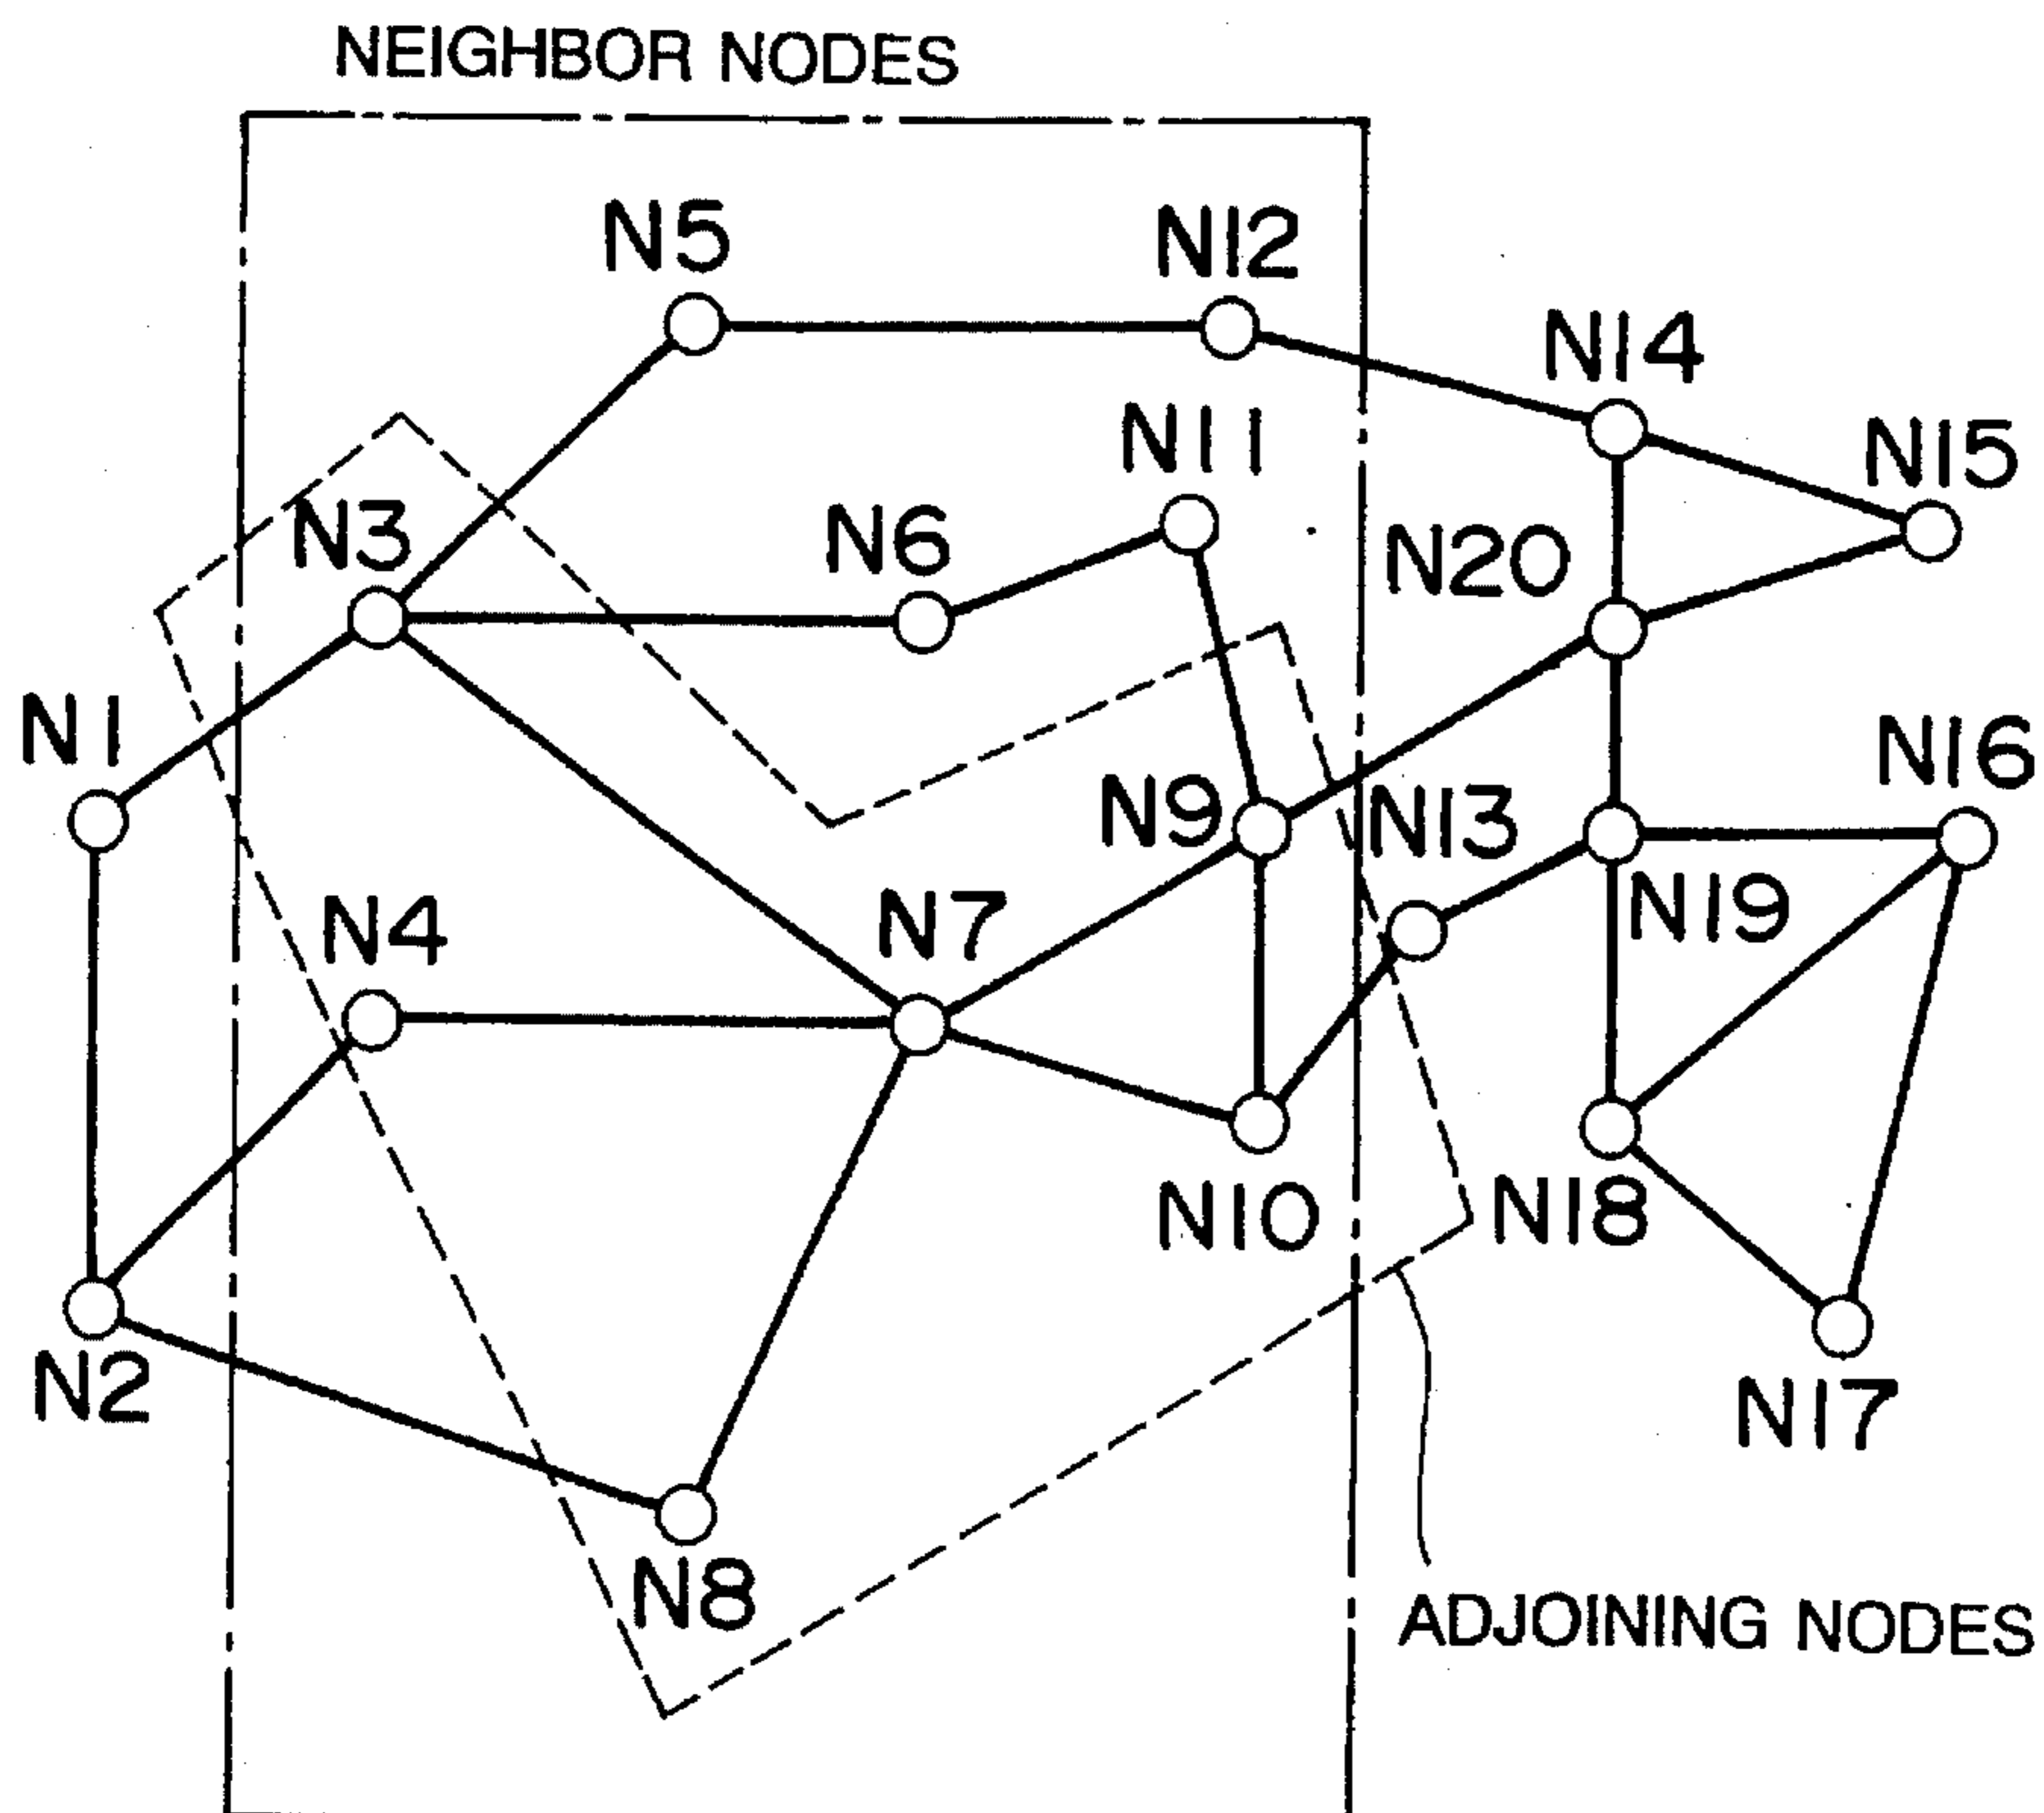 NEIGHBOR NODES
N5
N12
N14
N11
N15
N3
N6
N20
N1
N16
N9
N13
N4
N7
N19
N10
N18
N2
N17
N8
ADJOINING NODES